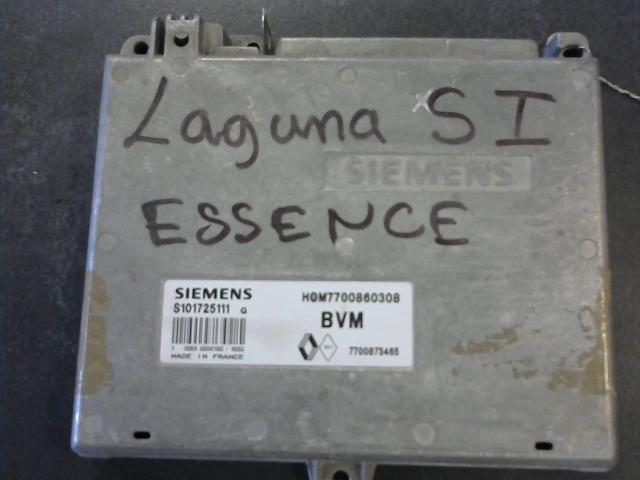 Laguna SI
SIEMENS
ESSENCE
SIEMENS HOM7700860308
S101725111 G
BVM
7700873465
MADE IN FRANCE